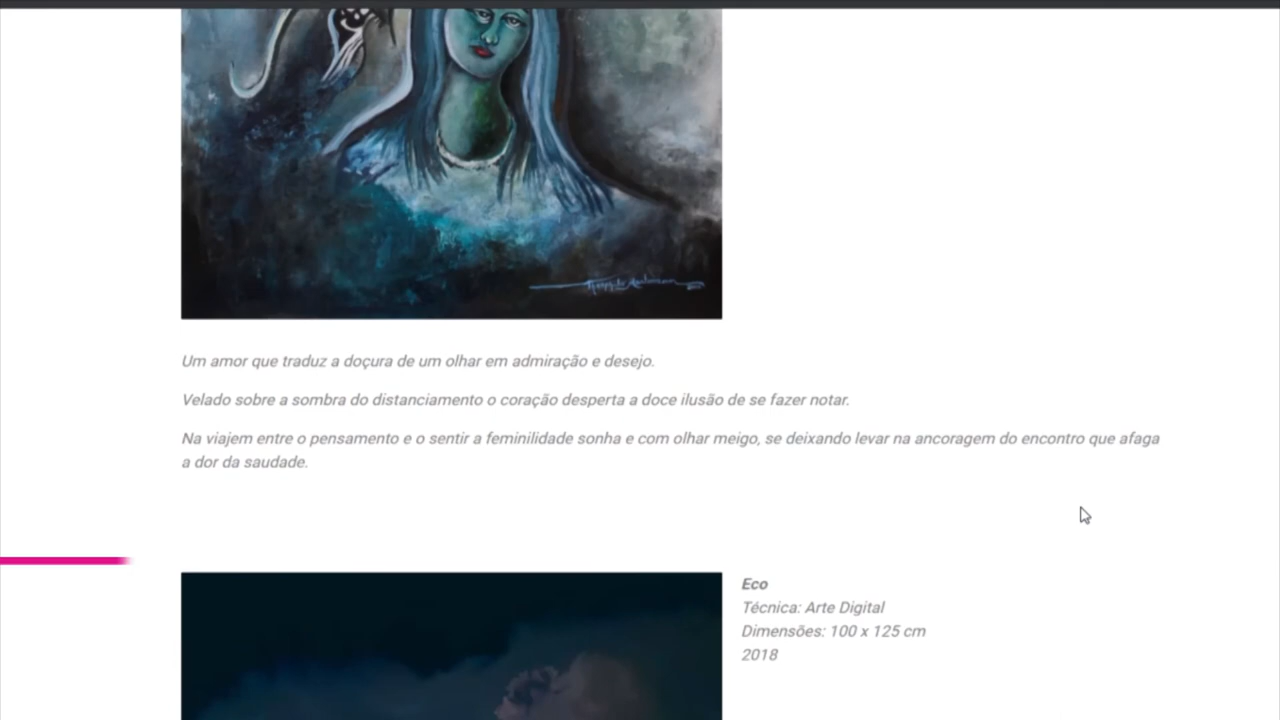 Um amor que traduz a doçura de um olhar em admiração e desejo.
Velado sobre a sombra do distanciamento o coração desperta a doce ilusão de se fazer notar.
Na viajem entre o pensamento e o sentir a feminilidade sonha e com olhar meigo, se deixando levar na ancoragem do encontro que afaga
a dor da saudade.
Eco
Técnica: Arte Digital
Dimensões: 100 x 125 cm
2018